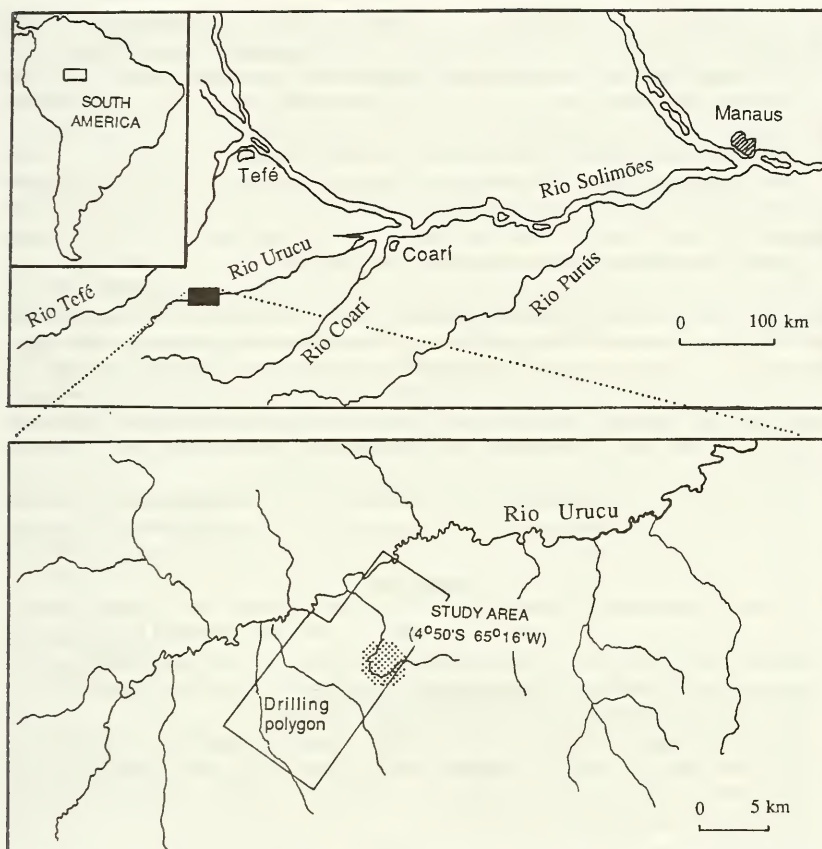 SOUTH
AMERICA
Manaus
Tefé
Rio Solimões
Coarí
Rio Urucu
Rio Tefé
Rio Coarí
Rio Purús
0 100 km
Rio Urucu
STUDY AREA
(4°50'S 65°16'W)
Drilling
polygon
0 5 km